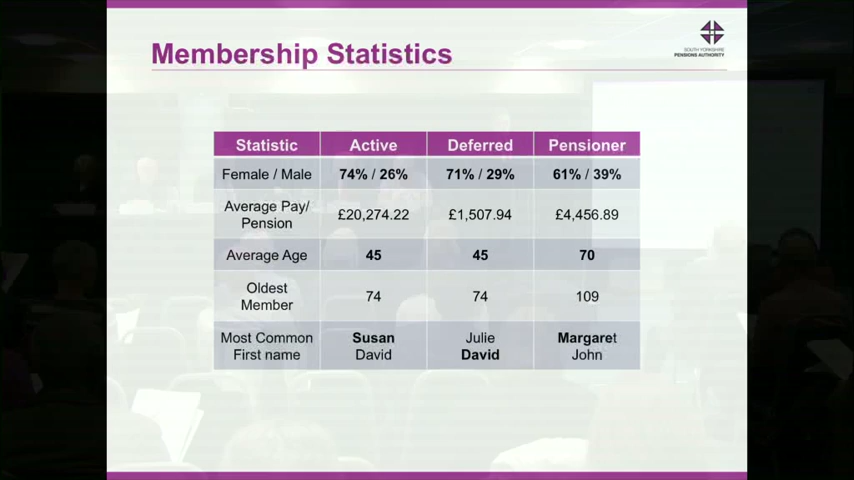 Membership Statistics
SOUTH YORKSHIRE
PENSIONS AUTHORITY
Statistic Active Deferred Pensioner
Female / Male 74% / 26% 71% / 29% 61% / 39%
Average Pay/
Pension £20,274.22 £1,507.94 £4,456.89
Average Age 45 45 70
Oldest
Member 74 74 109
Most Common Susan Julie Margaret
First name David David John